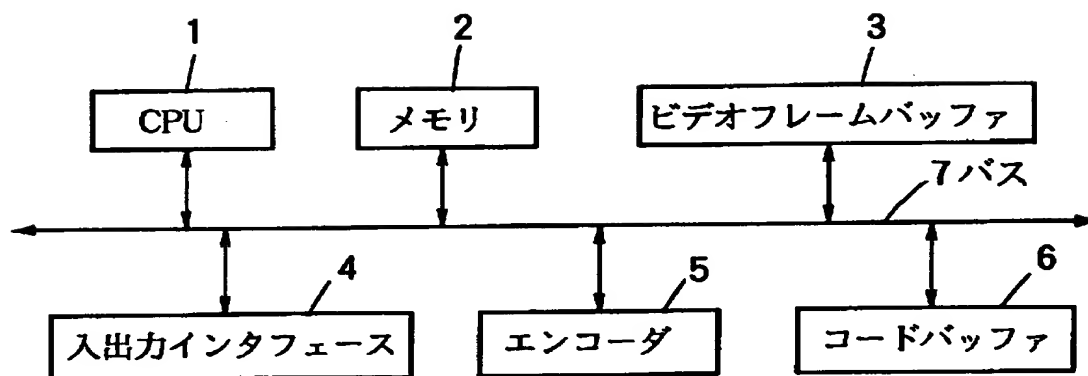 1
2
3
CPU
メモリ
ビデオフレームバッファ
7バス
4
5
6
入出力インタフェース
エンコーダ
コードバッファ